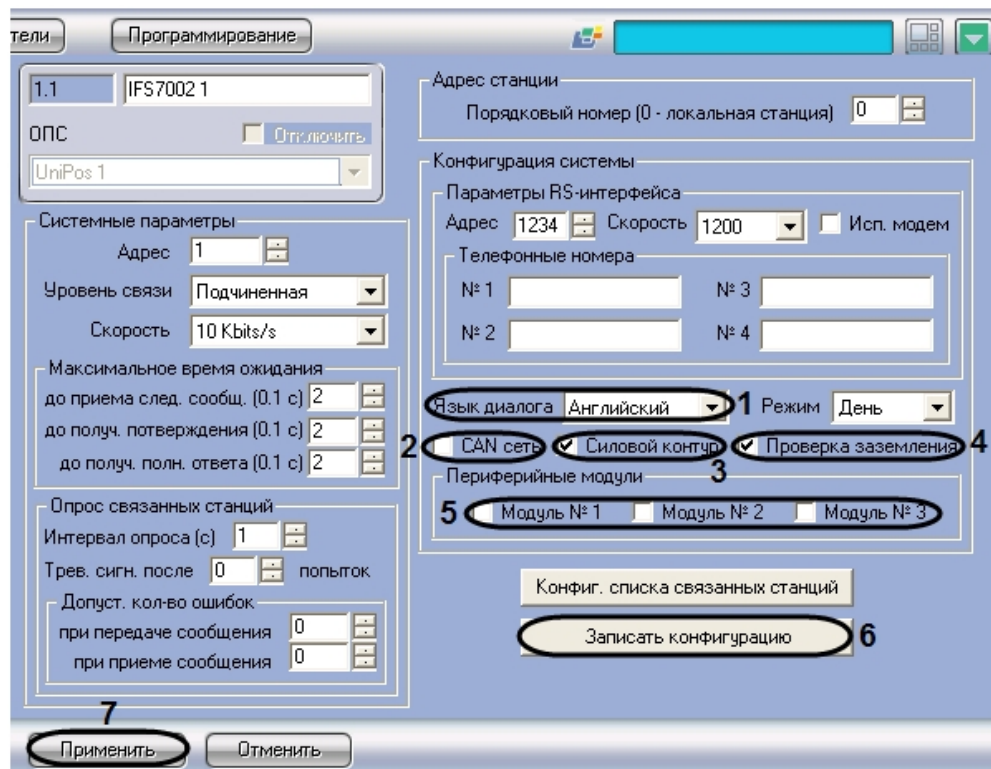 тели
Программирование
1.1
IFS7002 1
ОПС
Отключить
UniPos 1
Системные параметры
Адрес 1
Уровень связи Подчиненная
Скорость 10 Kbits/s
Максимальное время ожидания
до приема след. сообщ. (0.1 с) 2
до получ. потверждения (0.1 с) 2
до получ. полн. ответа (0.1 с) 2
Опрос связанных станций
Интервал опроса (с) 1
Трев. сигн. после 0 попыток
Допуст. кол-во ошибок
при передаче сообщения 0
при приеме сообщения 0
Адрес станции
Порядковый номер (0 - локальная станция) 0
Конфигурация системы
Параметры RS-интерфейса
Адрес 1234 Скорость 1200 Исп. модем
Телефонные номера
№ 1 № 3
№ 2 № 4
Язык диалога Английский 1 Режим День
2 CAN сеть Силовой контур 3 Проверка заземления 4
Периферийные модули
5 Модуль № 1 Модуль № 2 Модуль № 3
Конфиг. списка связанных станций
Записать конфигурацию 6
7
Применить
Отменить